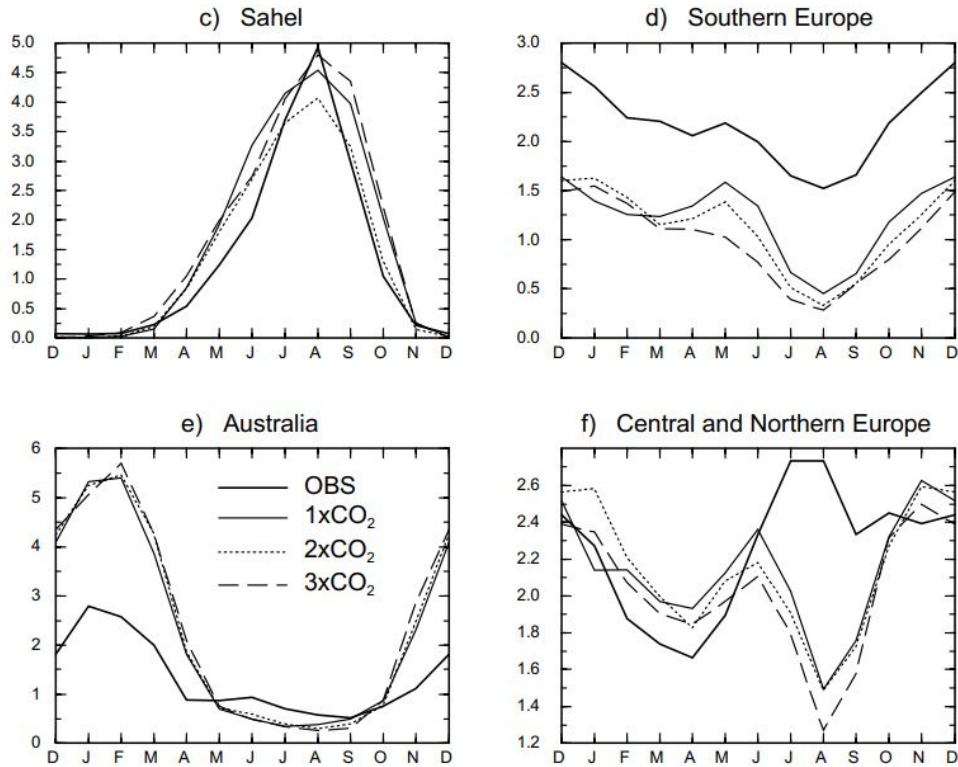 c) Sahel
5.0
4.5
4.0
3.5
3.0
2.5
2.0
1.5
1.0
0.5
0.0
D J F M A M J J A S O N D
d) Southern Europe
3.0
2.5
2.0
1.5
1.0
0.5
0.0
D J F M A M J J A S O N D
e) Australia
6
5
4
3
2
1
0
OBS
1xCO₂
2xCO₂
3xCO₂
D J F M A M J J A S O N D
f) Central and Northern Europe
2.6
2.4
2.2
2.0
1.8
1.6
1.4
1.2
D J F M A M J J A S O N D